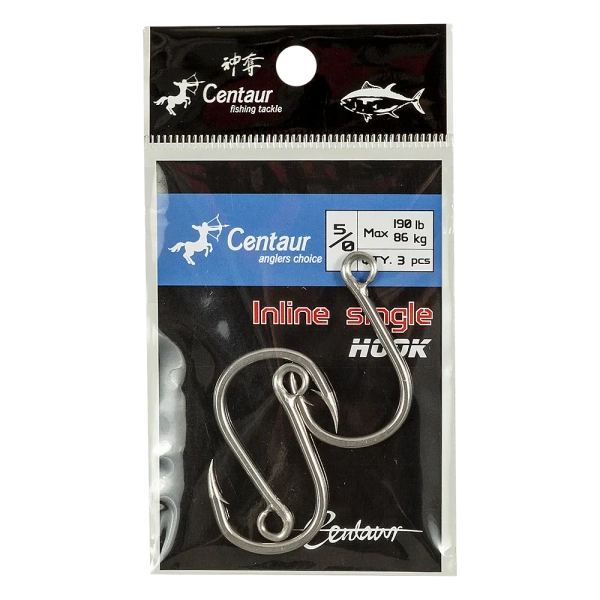 神奔
Centaur
fishing tackle
Centaur
anglers choice
5/0
Max 190 lb
86 kg
QTY. 3 pcs
Inline single
HOOK
Centaur